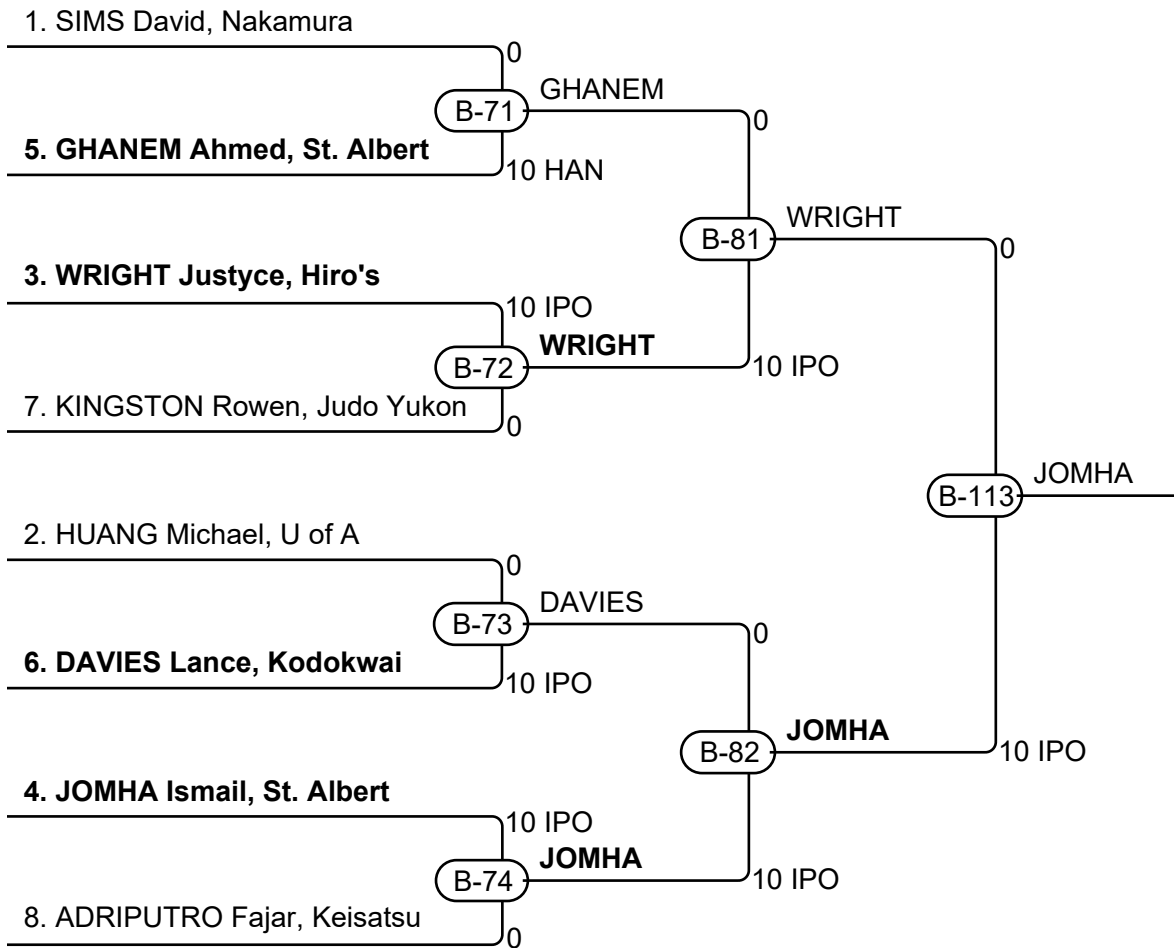 1. SIMS David, Nakamura
0
GHANEM
B-71
0
5. GHANEM Ahmed, St. Albert
10 HAN
WRIGHT
B-81
0
3. WRIGHT Justyce, Hiro's
10 IPO
WRIGHT
B-72
10 IPO
7. KINGSTON Rowen, Judo Yukon
0
JOMHA
B-113
2. HUANG Michael, U of A
0
DAVIES
B-73
0
6. DAVIES Lance, Kodokwai
10 IPO
JOMHA
B-82
10 IPO
4. JOMHA Ismail, St. Albert
10 IPO
JOMHA
B-74
10 IPO
8. ADRIPUTRO Fajar, Keisatsu
0